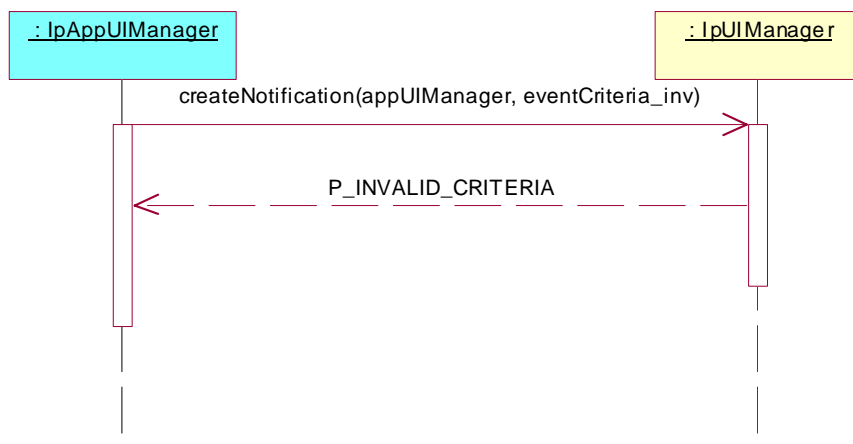 : IpAppUIManager
: IpUIManager
createNotification(appUIManager, eventCriteria_inv)
P_INVALID_CRITERIA